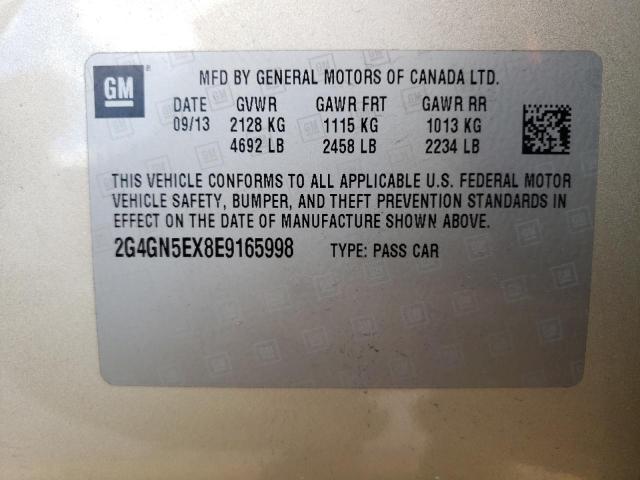 GM
MFD BY GENERAL MOTORS OF CANADA LTD.
DATE GVWR GAWR FRT GAWR RR
09/13 2128 KG 1115 KG 1013 KG
4692 LB 2458 LB 2234 LB
THIS VEHICLE CONFORMS TO ALL APPLICABLE U.S. FEDERAL MOTOR
VEHICLE SAFETY, BUMPER, AND THEFT PREVENTION STANDARDS IN
EFFECT ON THE DATE OF MANUFACTURE SHOWN ABOVE.
2G4GN5EX8E9165998 TYPE: PASS CAR